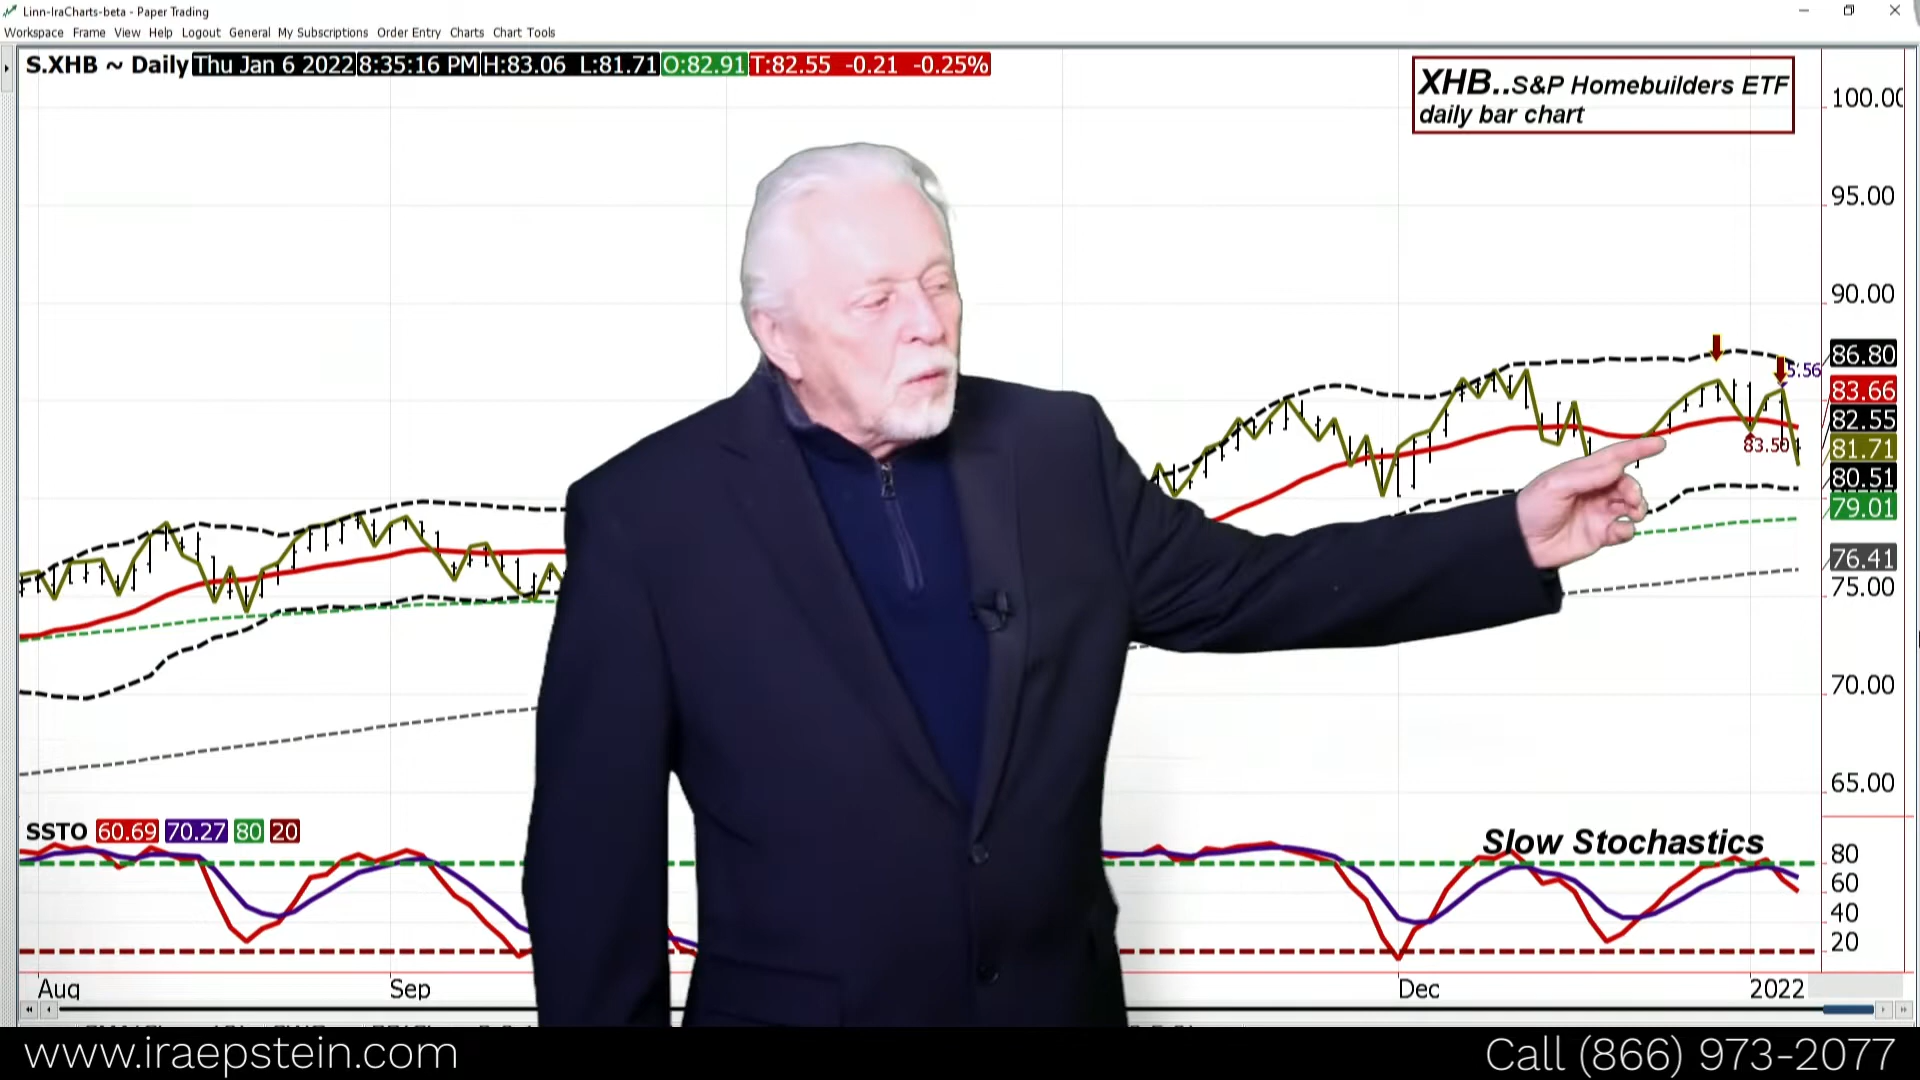 Linn-IraCharts-beta - Paper Trading
Workspace Frame View Help Logout General My Subscriptions Order Entry Charts Chart Tools
S.XHB ~ Daily Thu Jan 6 2022 8:35:16 PM H:83.06 L:81.71 O:82.91 T:82.55 -0.21 -0.25%
XHB..S&P Homebuilders ETF
daily bar chart
100.00
95.00
90.00
86.80
5.56
83.66
82.55
83.50
81.71
80.51
79.01
76.41
75.00
70.00
65.00
SSTO 60.69 70.27 80 20
Slow Stochastics
80
60
40
20
Aug Sep Dec 2022
www.iraepstein.com Call (866) 973-2077